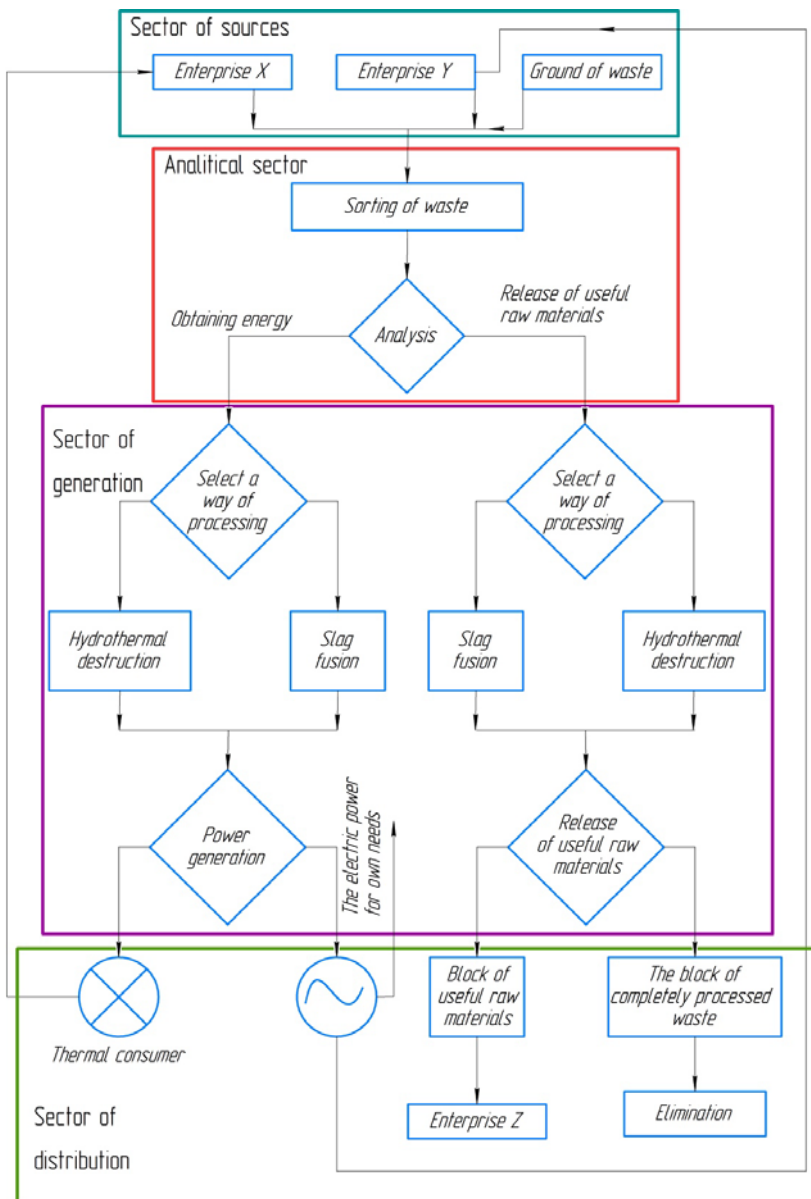 Sector of sources
Enterprise X
Enterprise Y
Ground of waste
Analitical sector
Sorting of waste
Obtaining energy
Analysis
Release of useful
raw materials
Sector of
generation
Select a
way of
processing
Select a
way of
processing
Hydrothermal
destruction
Slag
fusion
Slag
fusion
Hydrothermal
destruction
Power
generation
The electric power
for own needs
Release
of useful raw
materials
Thermal consumer
Block of
useful raw
materials
The block of
completely processed
waste
Enterprise Z
Elimination
Sector of
distribution